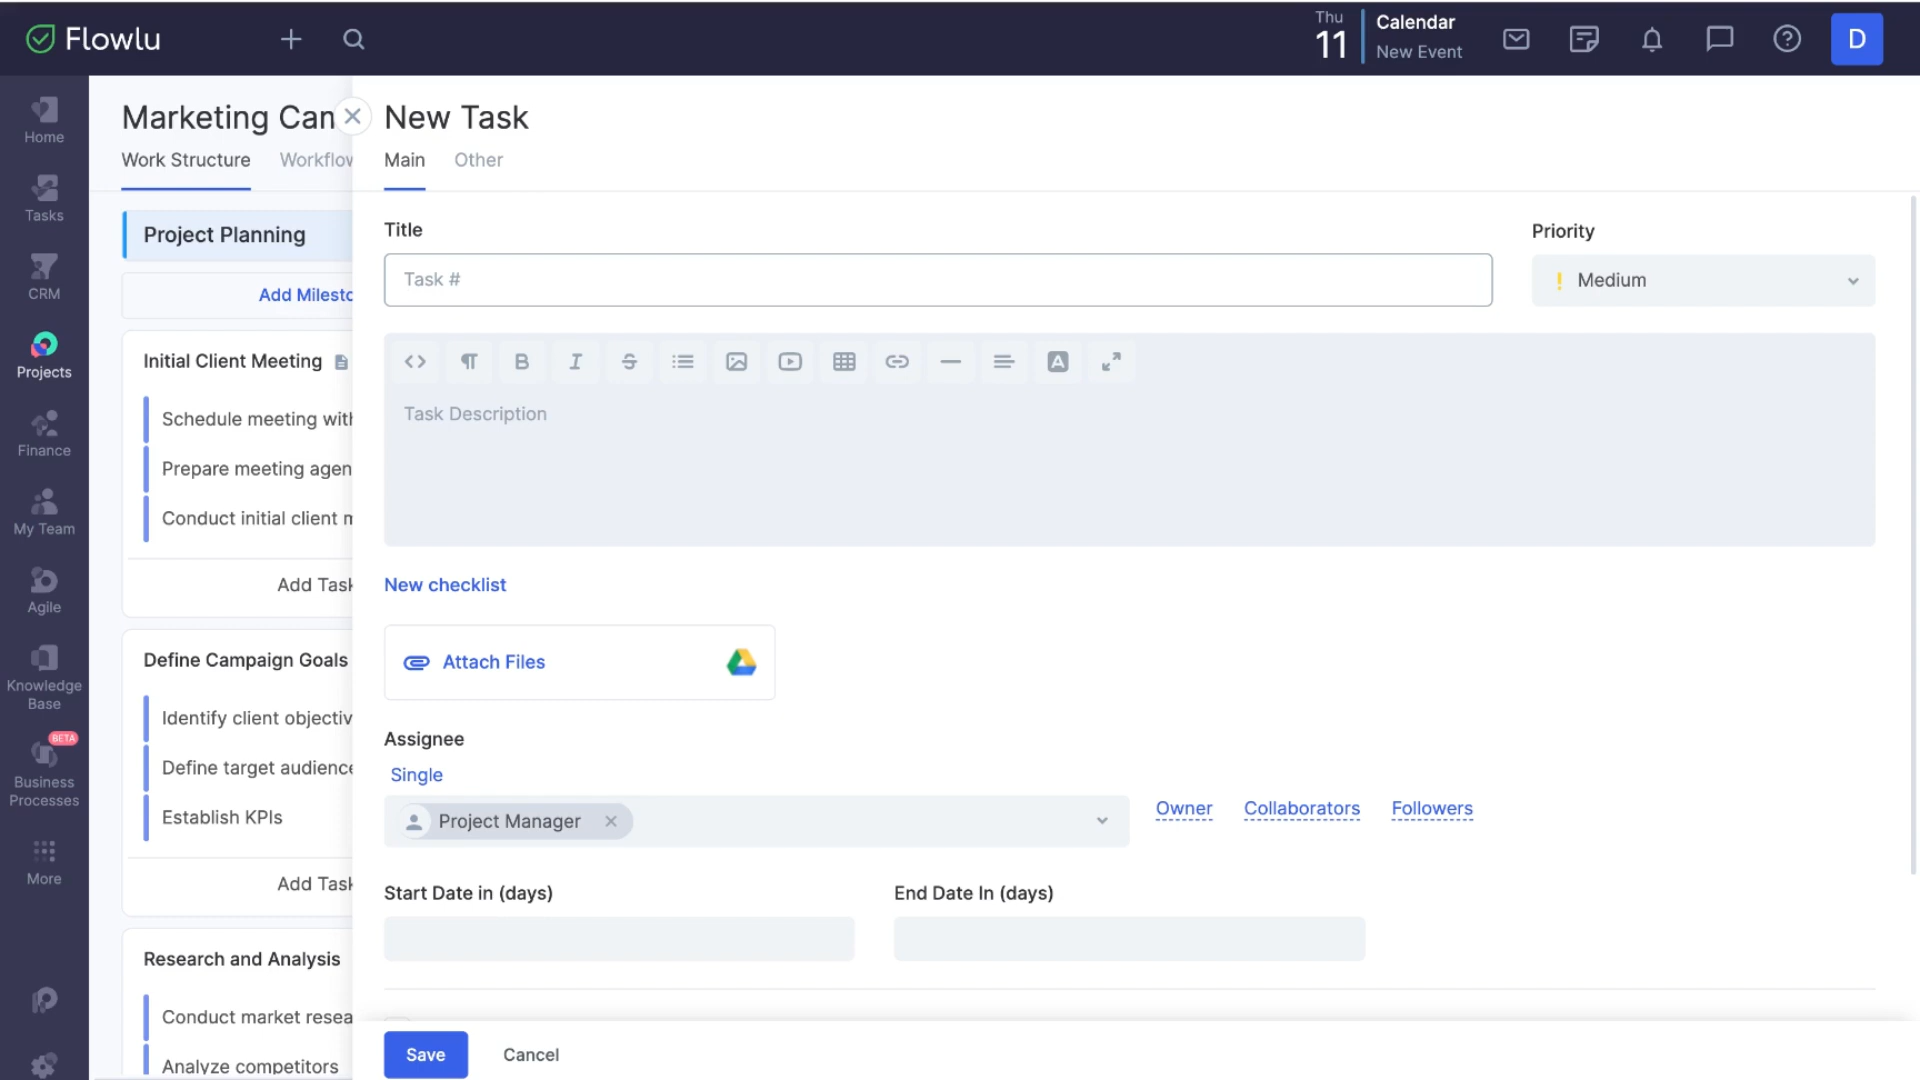 Flowlu
Thu
11
Calendar
New Event
D
Home
Tasks
CRM
Projects
Finance
My Team
Agile
Knowledge
Base
BETA
Business
Processes
More
Marketing Cam
Work Structure
Workflow
Project Planning
Add Milesto
Initial Client Meeting
Schedule meeting with
Prepare meeting agen
Conduct initial client m
Add Task
Define Campaign Goals
Identify client objectiv
Define target audience
Establish KPIs
Add Task
Research and Analysis
Conduct market resea
Analyze competitors
New Task
Main
Other
Title
Priority
Task #
Medium
Task Description
New checklist
Attach Files
Assignee
Single
Project Manager
Owner
Collaborators
Followers
Start Date in (days)
End Date In (days)
Save
Cancel